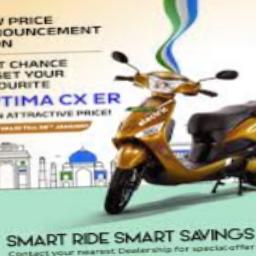 W PRICE
NOUNCEMENT
ON
T CHANCE
GET YOUR
OURITE
TIMA CX ER
N ATTRACTIVE PRICE!
SMART RIDE SMART SAVINGS
Contact your nearest Dealership for special offer